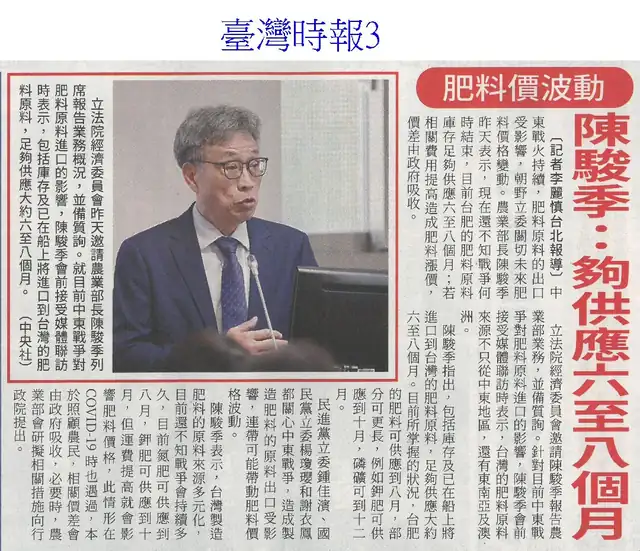 臺灣時報3
肥料價波動
陳駿季：夠供應六至八個月
〔記者李麗慎台北報導〕中
東戰火持續，肥料原料的出口
受影響，朝野立委關切未來肥
料價格變動。農業部長陳駿季
昨天表示，現在還不知戰爭何
時結束，目前台肥的肥料原料
庫存足夠供應六至八個月；若
相關費用提高造成肥料漲價，
價差由政府吸收。
立法院經濟委員會邀請陳駿季報告農
業部業務，並備質詢。針對目前中東戰
爭對肥料原料進口的影響，陳駿季會前
接受媒體聯訪時表示，台灣的肥料原料
來源不只從中東地區，還有東南亞及澳
洲。
陳駿季指出，包括庫存及已在船上將
進口到台灣的肥料原料，足夠供應大約
六至八個月。目前所掌握的狀況，台肥
的肥料可供應到八月，部
分可更長，例如鉀肥可供
應到十月，磷礦可到十二
月。
民進黨立委鍾佳濱、國
民黨立委楊瓊瓔和謝衣鳳
都關心中東戰爭，造成製
造肥料的原料出口受影
響，連帶可能帶動肥料價
格波動。
陳駿季表示，台灣製造
肥料的原料來源多元化，
目前還不知戰爭會持續多
久，目前氮肥可供應到
八月，鉀肥可供應到十
月，但運費提高就會影
響肥料價格，此情形在
COVID-19時也遇過，本
於照顧農民，相關價差會
由政府吸收，必要時，農
業部會研擬相關措施向行
政院提出。
立法院經濟委員會昨天邀請農業部長陳駿季列
席報告業務概況，並備質詢。就目前中東戰爭對
肥料原料進口的影響，陳駿季會前接受媒體聯訪
時表示，包括庫存及已在船上將進口到台灣的肥
料原料，足夠供應大約六至八個月。（中央社）